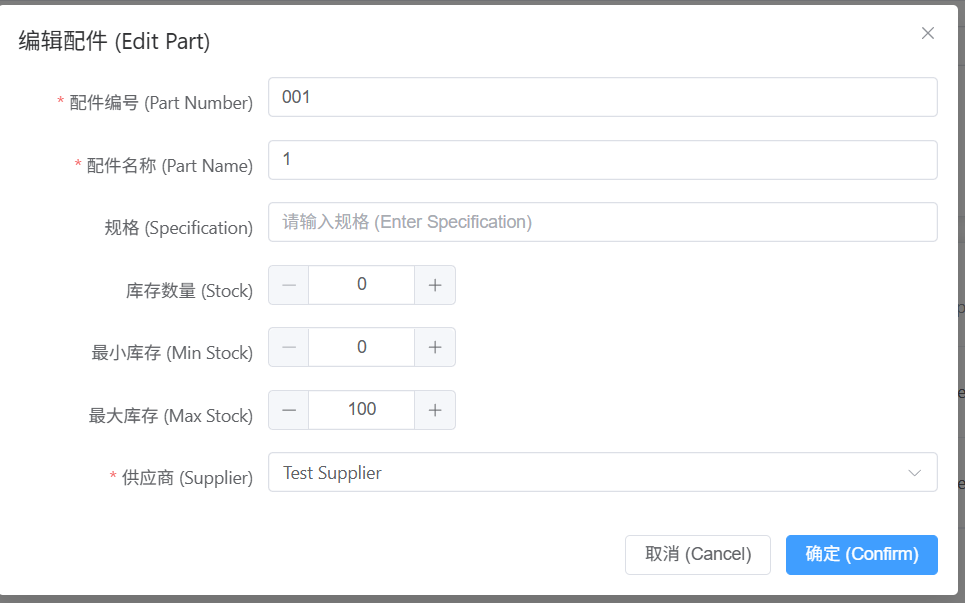 编辑配件 (Edit Part)
* 配件编号 (Part Number) 001
* 配件名称 (Part Name) 1
规格 (Specification) 请输入规格 (Enter Specification)
库存数量 (Stock) 0
最小库存 (Min Stock) 0
最大库存 (Max Stock) 100
* 供应商 (Supplier) Test Supplier
取消 (Cancel) 确定 (Confirm)